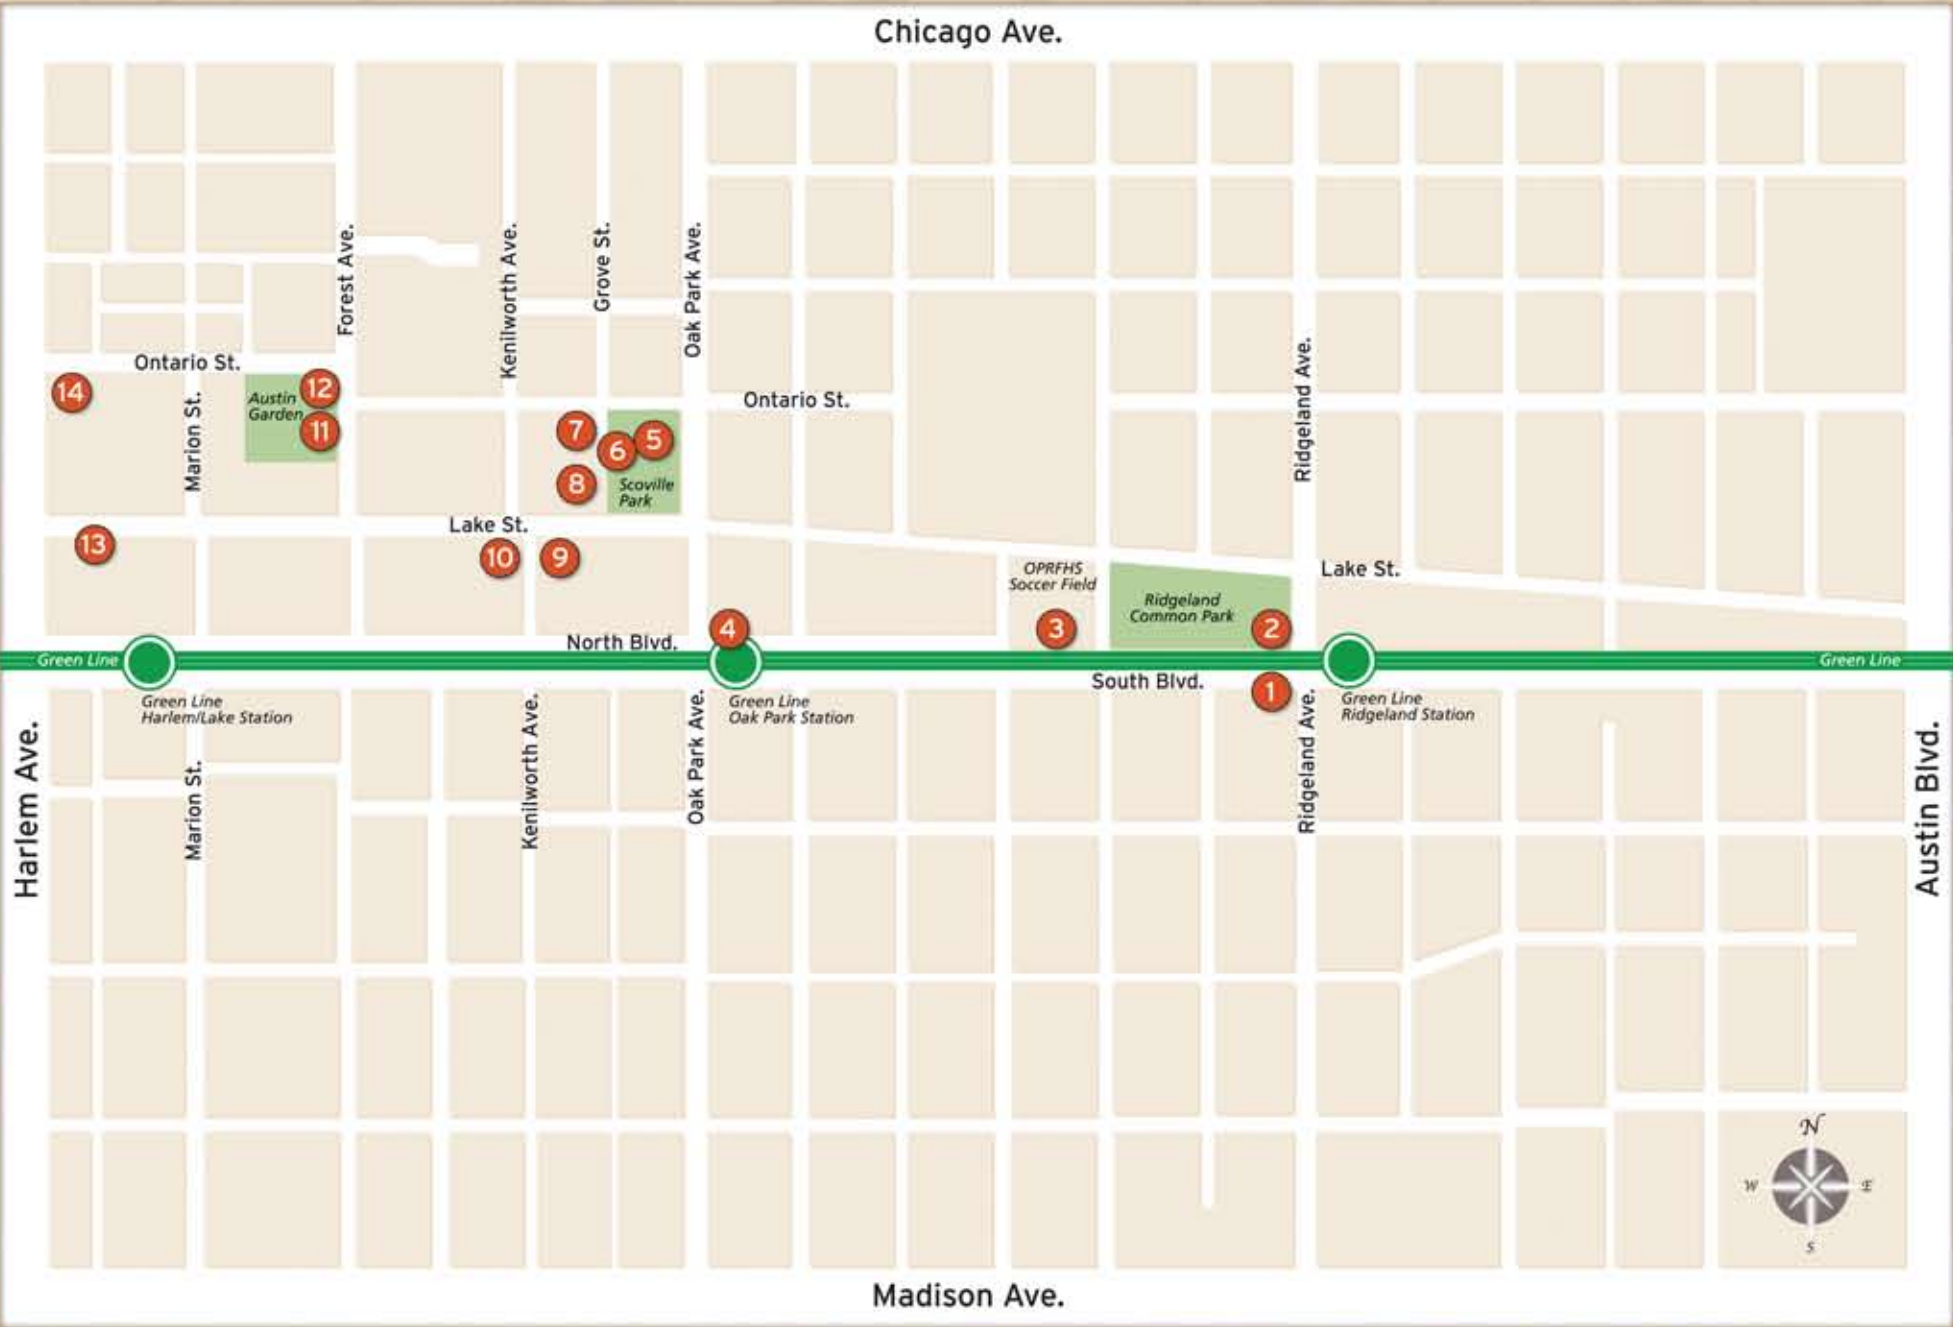 Chicago Ave.
Forest Ave.
Kenilworth Ave.
Grove St.
Oak Park Ave.
Ridgeland Ave.
Ontario St.
Ontario St.
14
Marion St.
Austin
Garden
12
11
7
6
5
8
Scoville
Park
Lake St.
13
10
9
OPRFHS
Soccer Field
Lake St.
Ridgeland
Common Park
4
3
2
North Blvd.
Green Line
Green Line
South Blvd.
1
Green Line
Harlem/Lake Station
Green Line
Oak Park Station
Green Line
Ridgeland Station
Harlem Ave.
Marion St.
Kenilworth Ave.
Oak Park Ave.
Ridgeland Ave.
Austin Blvd.
N
W
E
S
Madison Ave.